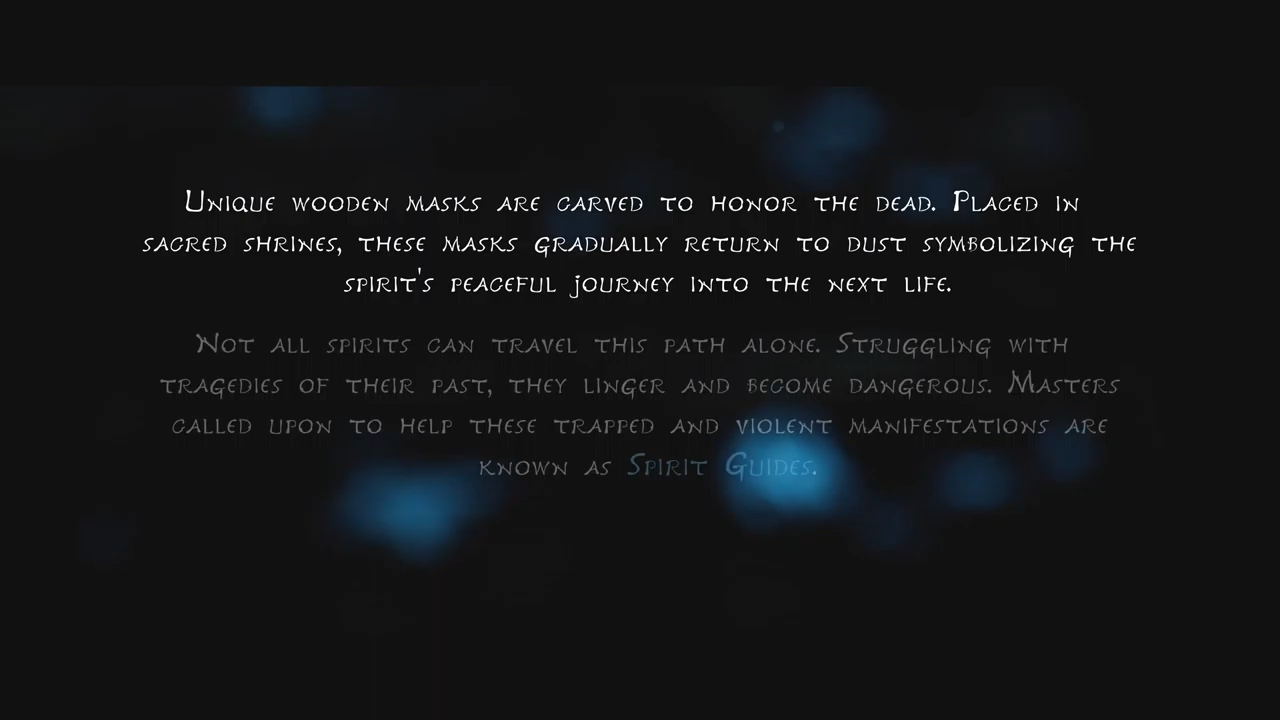 Unique wooden masks are carved to honor the dead. Placed in
sacred shrines, these masks gradually return to dust symbolizing the
spirit's peaceful journey into the next life.
Not all spirits can travel this path alone. Struggling with
tragedies of their past, they linger and become dangerous. Masters
called upon to help these trapped and violent manifestations are
known as Spirit Guides.